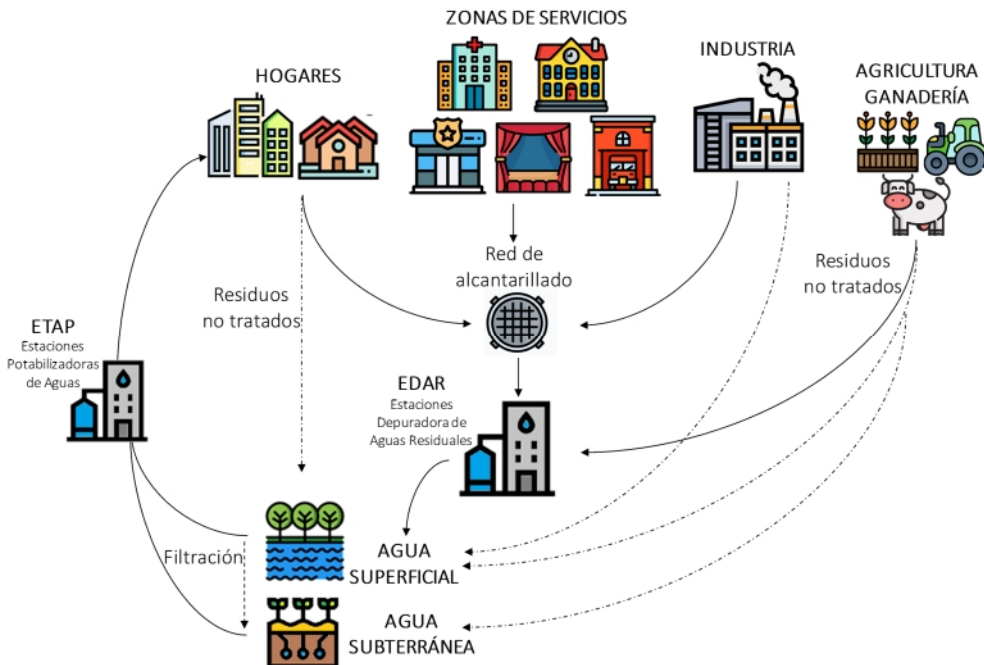 ZONAS DE SERVICIOS
HOGARES
INDUSTRIA
AGRICULTURA
GANADERÍA
Red de
alcantarillado
Residuos
no tratados
Residuos
no tratados
ETAP
Estaciones
Potabilizadoras
de Aguas
EDAR
Estaciones
Depuradora de
Aguas Residuales
Filtración
AGUA
SUPERFICIAL
AGUA
SUBTERRÁNEA